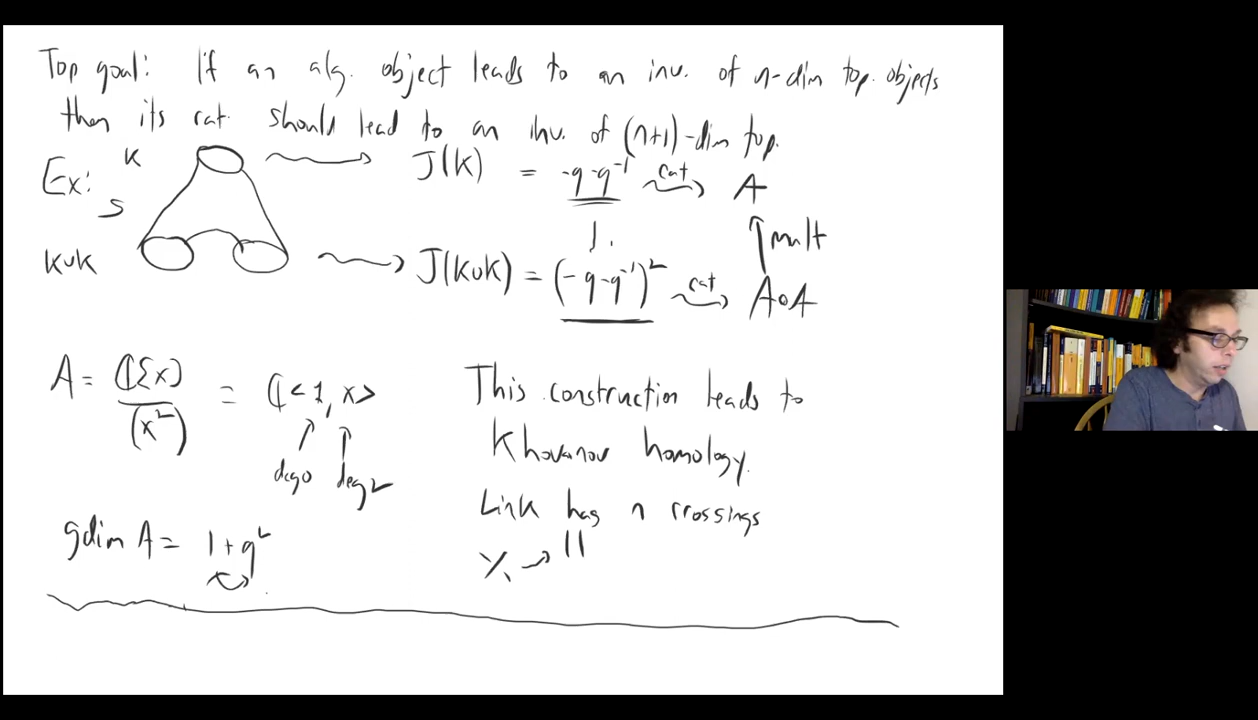 Top goal: If an alg. object leads to an inv. of n-dim top. objects
then its cat. should lead to an inv. of (n+1)-dim top.
Ex: K J(K) = -q-q⁻¹ cat A
S mult
K∪K J(K∪K) = (-q-q⁻¹)² cat A⊗A
A = ℂ[x] / (x²) = ℂ<1, x>
deg 0 deg 2
gdim A = 1+q²
This construction leads to
Khovanov homology.
Link has n crossings